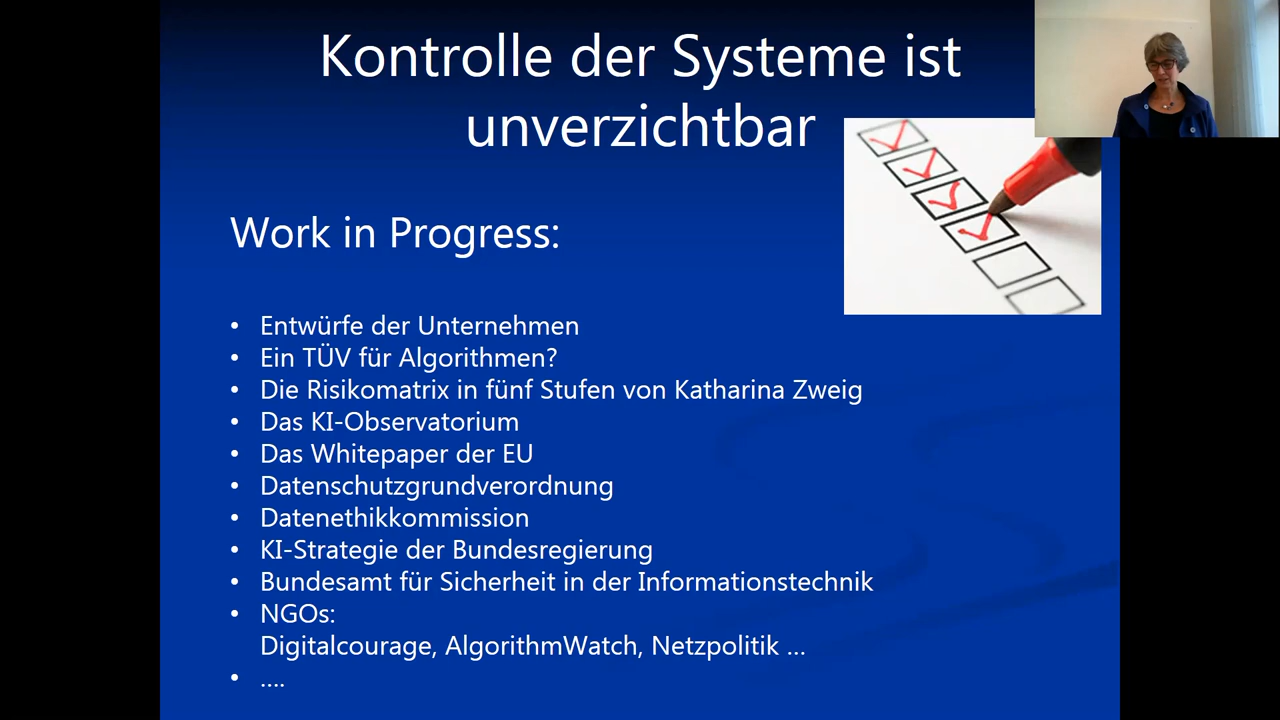 Kontrolle der Systeme ist
unverzichtbar
Work in Progress:
• Entwürfe der Unternehmen
• Ein TÜV für Algorithmen?
• Die Risikomatrix in fünf Stufen von Katharina Zweig
• Das KI-Observatorium
• Das Whitepaper der EU
• Datenschutzgrundverordnung
• Datenethikkommission
• KI-Strategie der Bundesregierung
• Bundesamt für Sicherheit in der Informationstechnik
• NGOs:
Digitalcourage, AlgorithmWatch, Netzpolitik ...
• ....